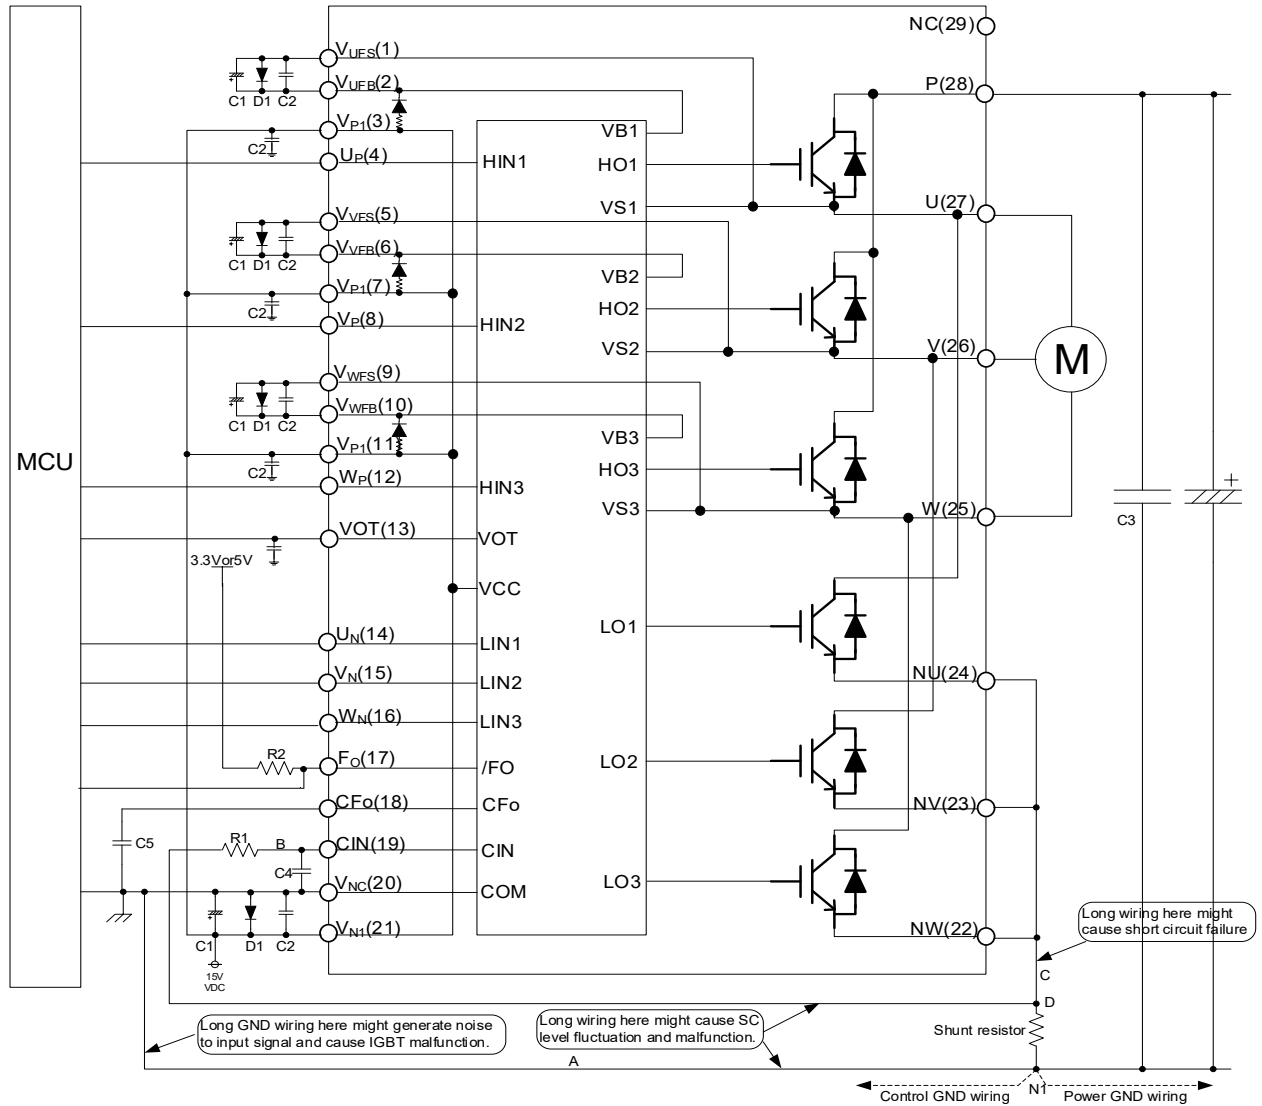 NC(29)
VUFS(1)
VUFB(2)
P(28)
C1 D1 C2
VP1(3)
VB1
C2
UP(4)
HIN1
HO1
VS1
U(27)
VVFS(5)
VVFB(6)
C1 D1 C2
VP1(7)
VB2
C2
VP(8)
HIN2
HO2
VS2
V(26)
M
VWFS(9)
VWFB(10)
C1 D1 C2
VP1(11)
VB3
MCU
C2
WP(12)
HIN3
HO3
VS3
W(25)
C3
+
VOT(13)
VOT
3.3Vor5V
VCC
UN(14)
LIN1
LO1
VN(15)
LIN2
NU(24)
WN(16)
LIN3
R2
FO(17)
/FO
LO2
CFo(18)
CFo
NV(23)
C5
R1
B
CIN(19)
CIN
C4
VNC(20)
COM
LO3
C1 D1 C2
VN1(21)
NW(22)
15V
VDC
Long wiring here might
cause short circuit failure
C
D
Long GND wiring here might generate noise
to input signal and cause IGBT malfunction.
Long wiring here might cause SC
level fluctuation and malfunction.
Shunt resistor
A
Control GND wiring
N1
Power GND wiring